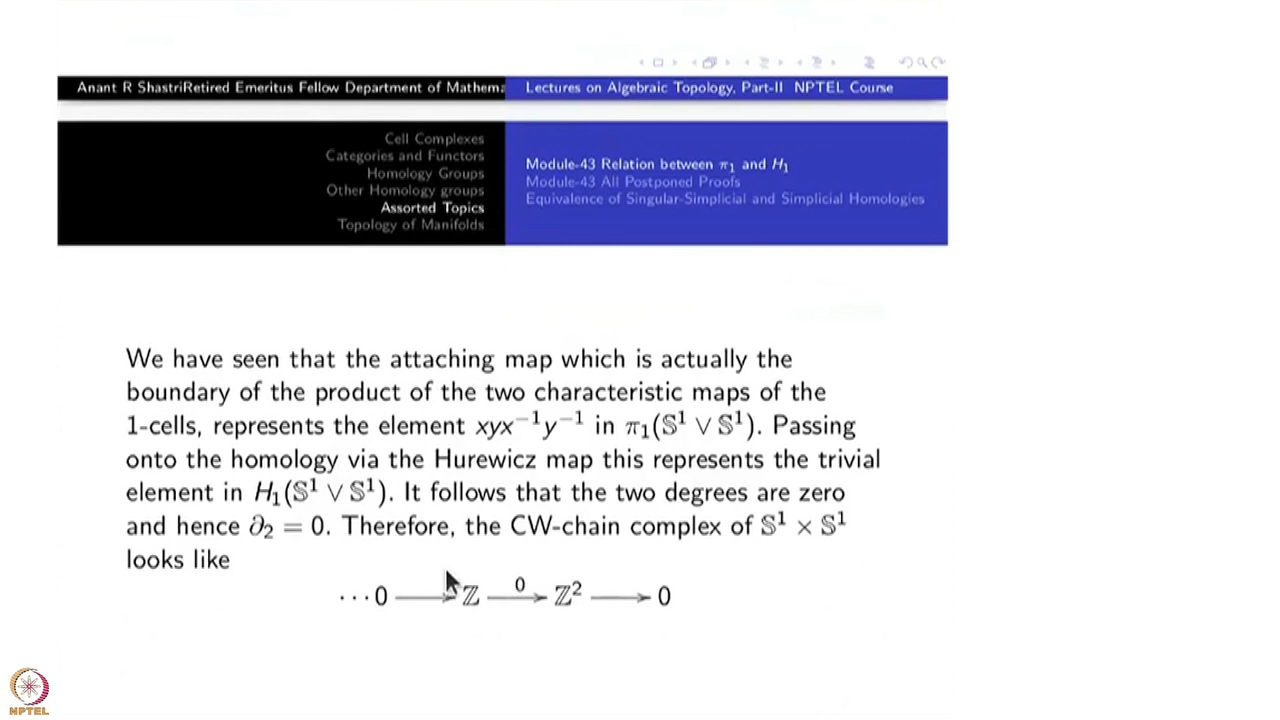 Anant R ShastriRetired Emeritus Fellow Department of Mathema
Lectures on Algebraic Topology, Part-II NPTEL Course
Cell Complexes
Categories and Functors
Homology Groups
Other Homology groups
Assorted Topics
Topology of Manifolds
Module-43 Relation between π₁ and H₁
Module-43 All Postponed Proofs
Equivalence of Singular-Simplicial and Simplicial Homologies
We have seen that the attaching map which is actually the
boundary of the product of the two characteristic maps of the
1-cells, represents the element xyx⁻¹y⁻¹ in π₁(𝕊¹ ∨ 𝕊¹). Passing
onto the homology via the Hurewicz map this represents the trivial
element in H₁(𝕊¹ ∨ 𝕊¹). It follows that the two degrees are zero
and hence ∂₂ = 0. Therefore, the CW-chain complex of 𝕊¹ × 𝕊¹
looks like
⋯ 0 ⟶ ℤ ⟶⁰ ℤ² ⟶ 0
NPTEL